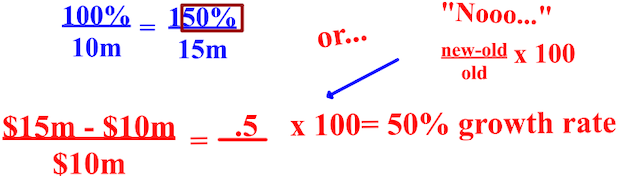 100% = 150%
10m 15m
or...
"Nooo..."
new-old x 100
old
$15m - $10m = .5 x 100= 50% growth rate
$10m